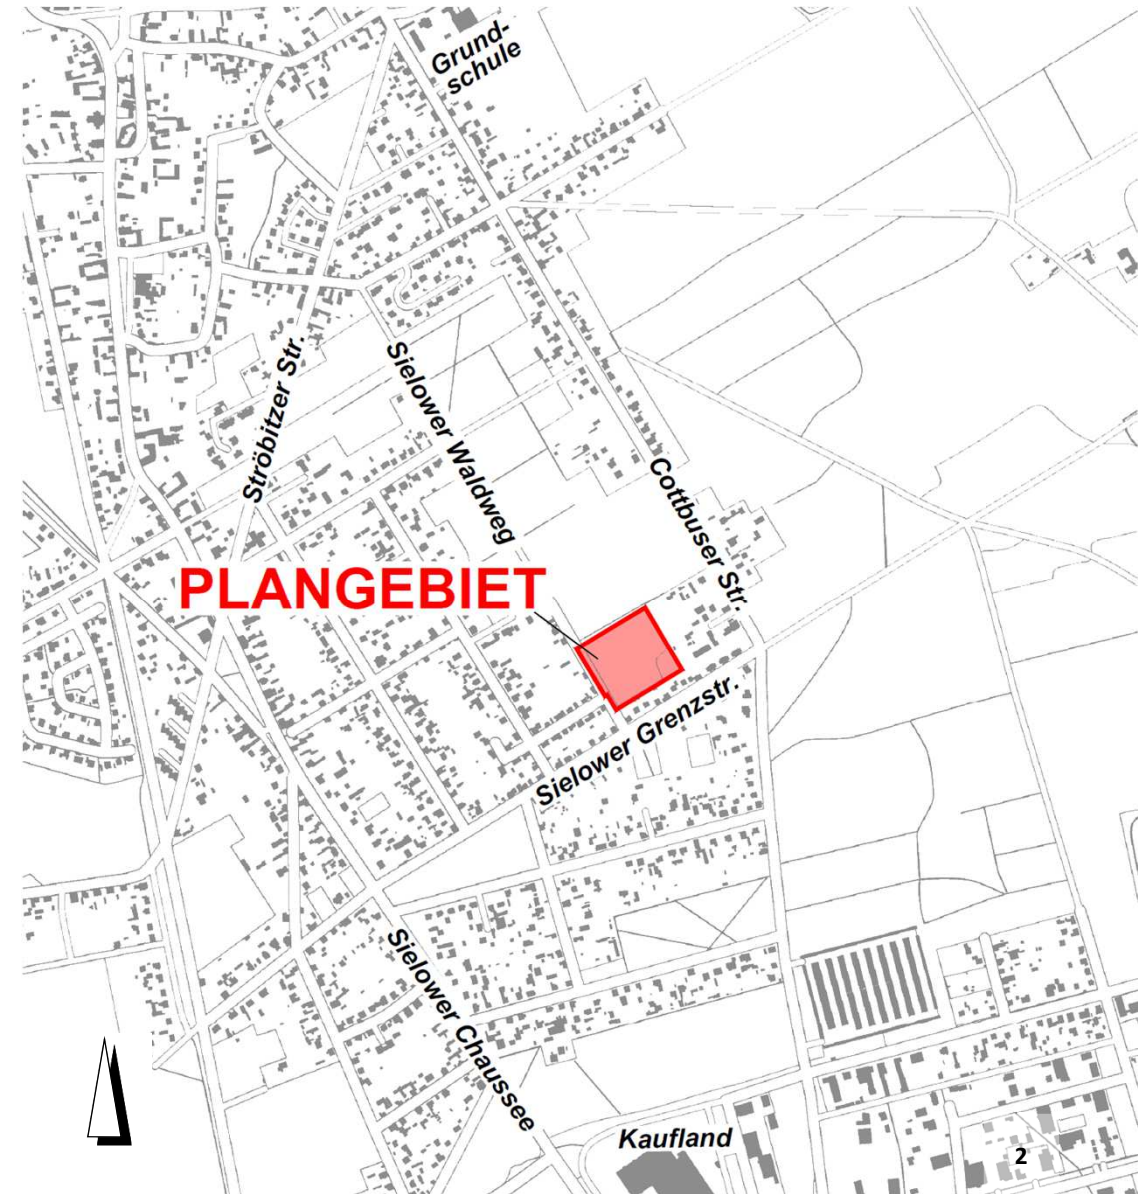 Grund-
schule
Ströbitzer Str.
Sielower Waldweg
Cottbuser Str.
PLANGEBIET
Sielower Grenzstr.
Sielower Chaussee
Kaufland
2